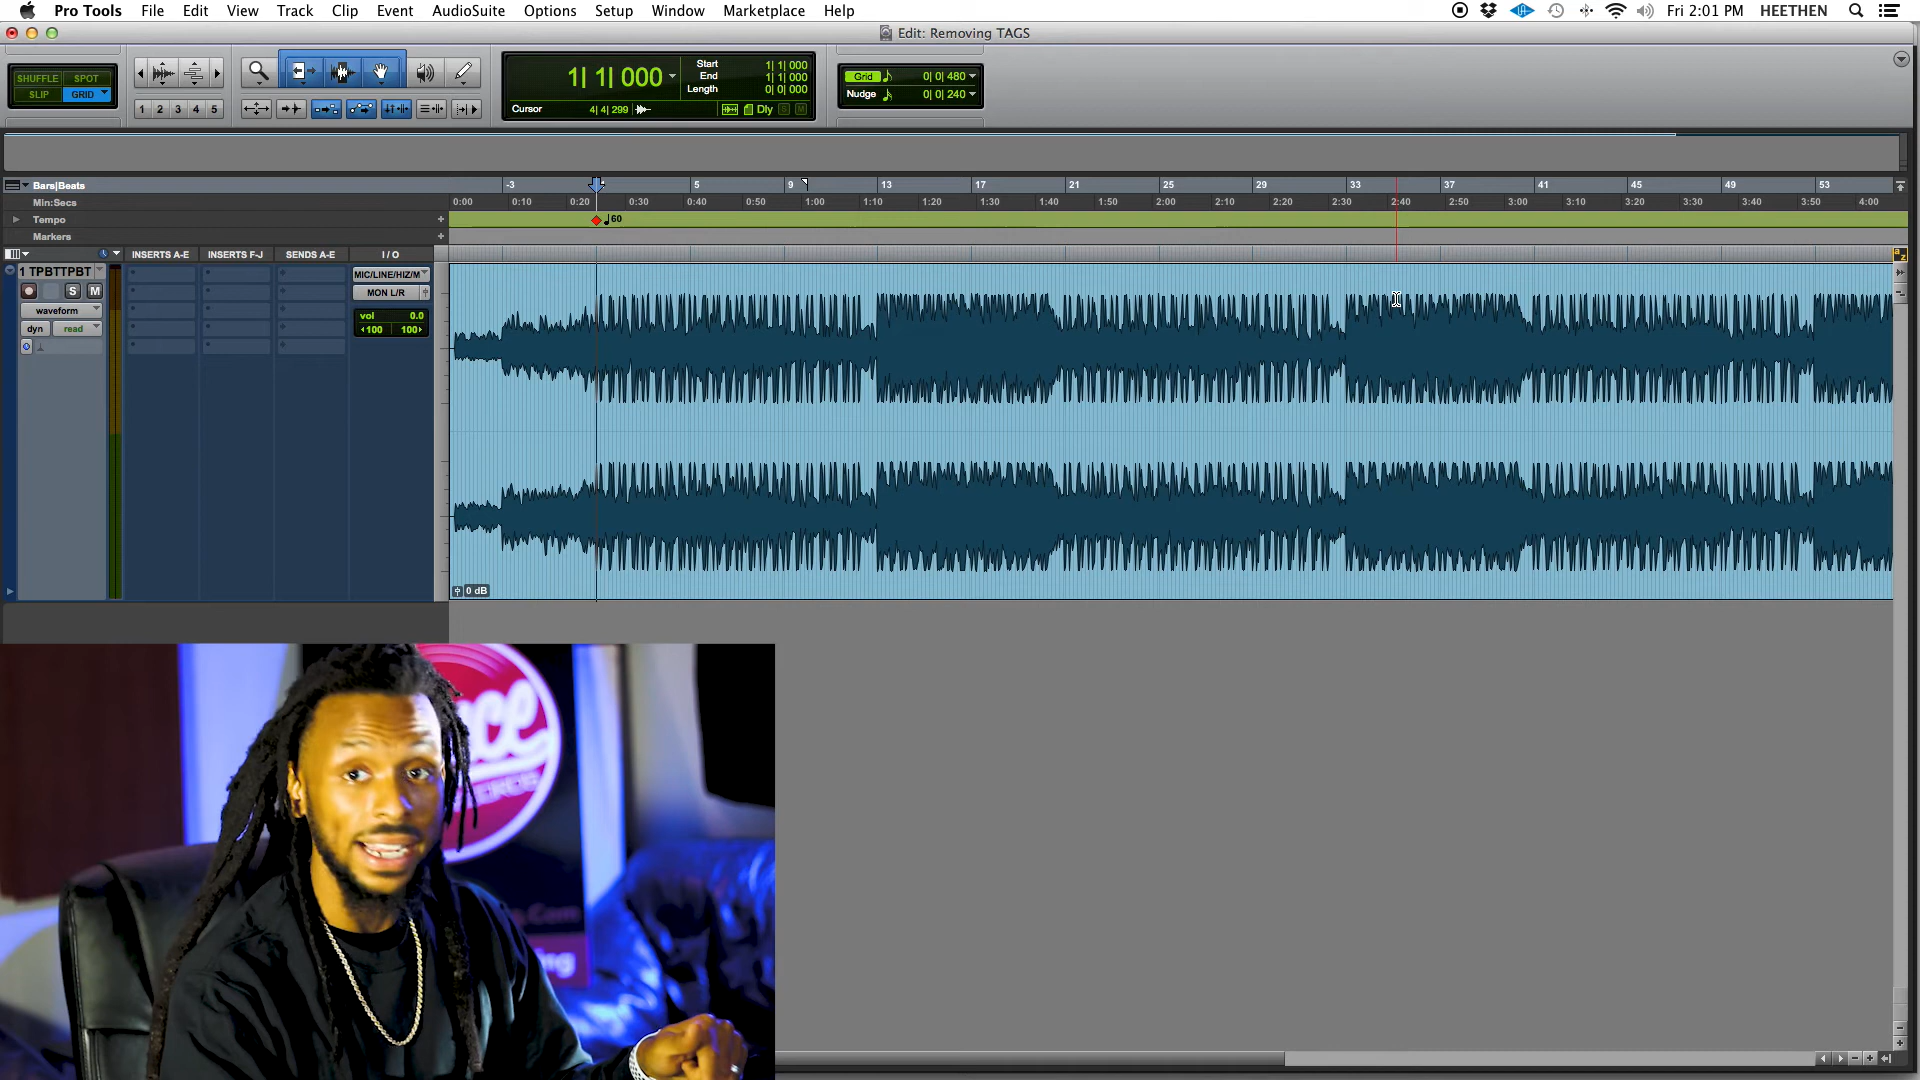 Pro Tools File Edit View Track Clip Event AudioSuite Options Setup Window Marketplace Help Fri 2:01 PM HEETHEN
Edit: Removing TAGS
SHUFFLE SPOT
SLIP GRID
1 2 3 4 5
1| 1| 000
Start 1| 1| 000
End 1| 1| 000
Length 0| 0| 000
Cursor 4| 4| 299 Dly S M
Grid 0| 0| 480
Nudge 0| 0| 240
Bars|Beats -3 5 9 13 17 21 25 29 33 37 41 45 49 53
Min:Secs 0:00 0:10 0:20 0:30 0:40 0:50 1:00 1:10 1:20 1:30 1:40 1:50 2:00 2:10 2:20 2:30 2:40 2:50 3:00 3:10 3:20 3:30 3:40 3:50 4:00
Tempo 60
Markers
INSERTS A-E INSERTS F-J SENDS A-E I / O
1 TPBTTPBT
S M
waveform
dyn read
MIC/LINE/HIZ/M
MON L/R
vol 0.0
100 100
0 dB